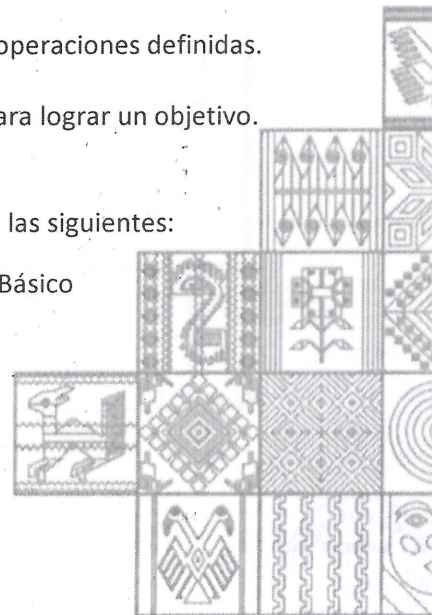 operaciones definidas.
ara lograr un objetivo.
las siguientes:
Básico